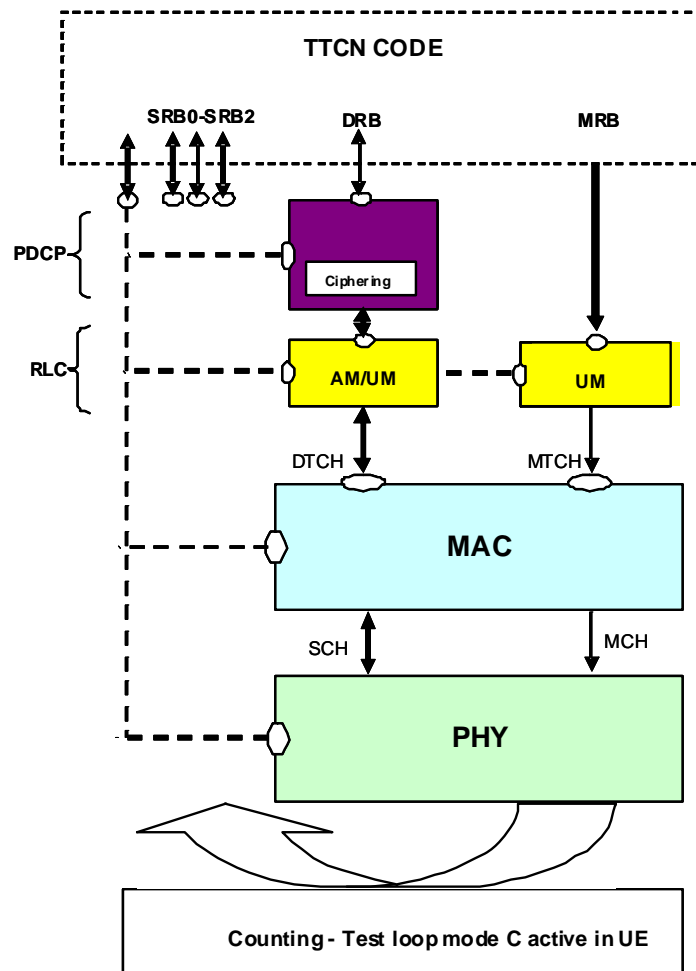 TTCN CODE
SRB0-SRB2
DRB
MRB
PDCP
Ciphering
RLC
AM/UM
UM
DTCH
MTCH
MAC
SCH
MCH
PHY
Counting - Test loop mode C active in UE